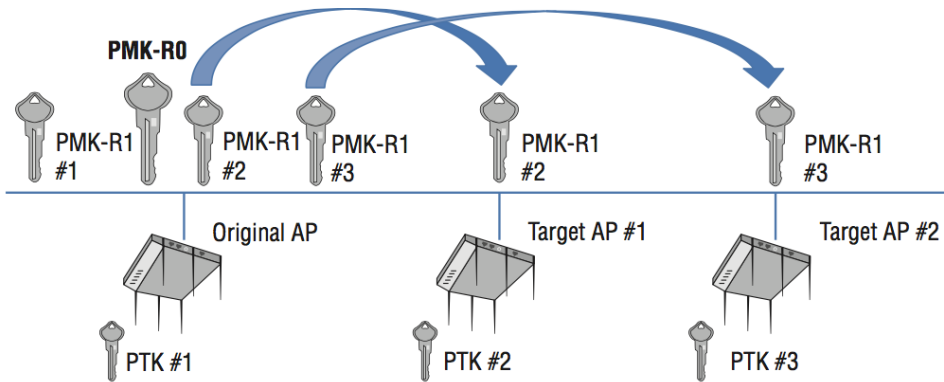 PMK-R0
PMK-R1
#1
PMK-R1
#2
PMK-R1
#3
PMK-R1
#2
PMK-R1
#3
Original AP
Target AP #1
Target AP #2
PTK #1
PTK #2
PTK #3